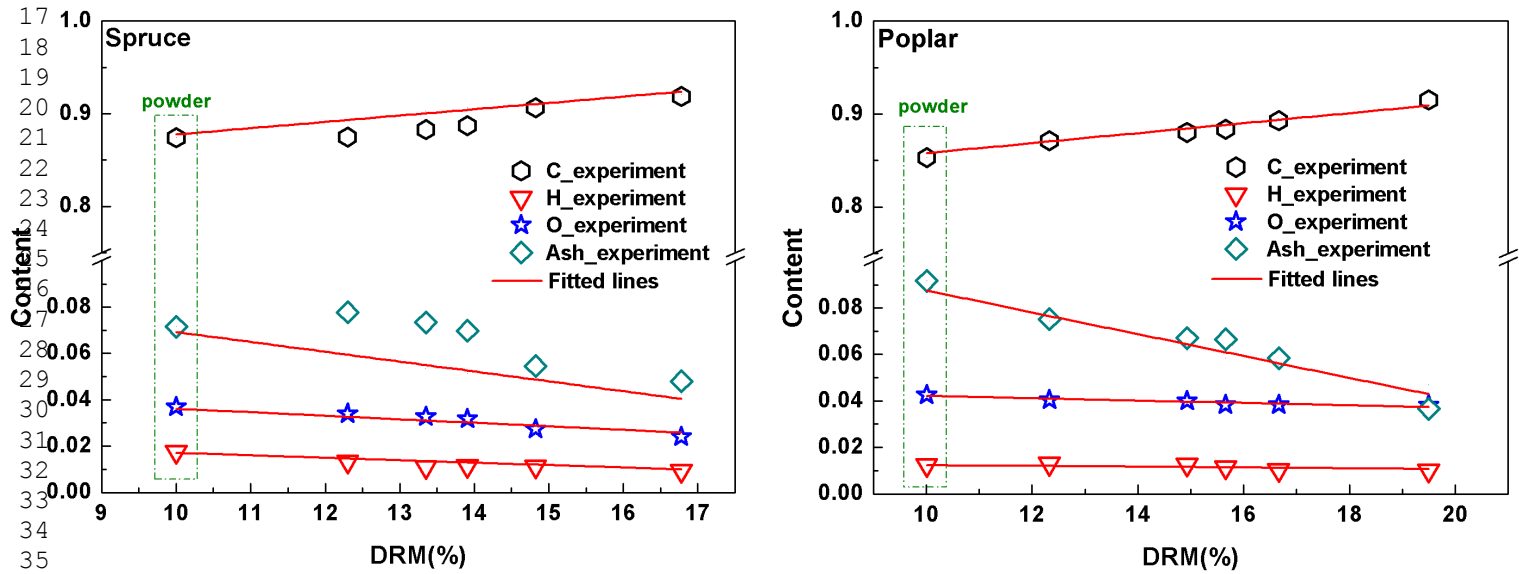 17
18
19
20
21
22
23
24
25
26
27
28
29
30
31
32
33
34
35
Spruce
1.0
0.9
0.8
0.08
0.06
0.04
0.02
0.00
Content
powder
C_experiment
H_experiment
O_experiment
Ash_experiment
Fitted lines
9 10 11 12 13 14 15 16 17
DRM(%)
Poplar
1.0
0.9
0.8
0.08
0.06
0.04
0.02
0.00
Content
powder
C_experiment
H_experiment
O_experiment
Ash_experiment
Fitted lines
10 12 14 16 18 20
DRM(%)